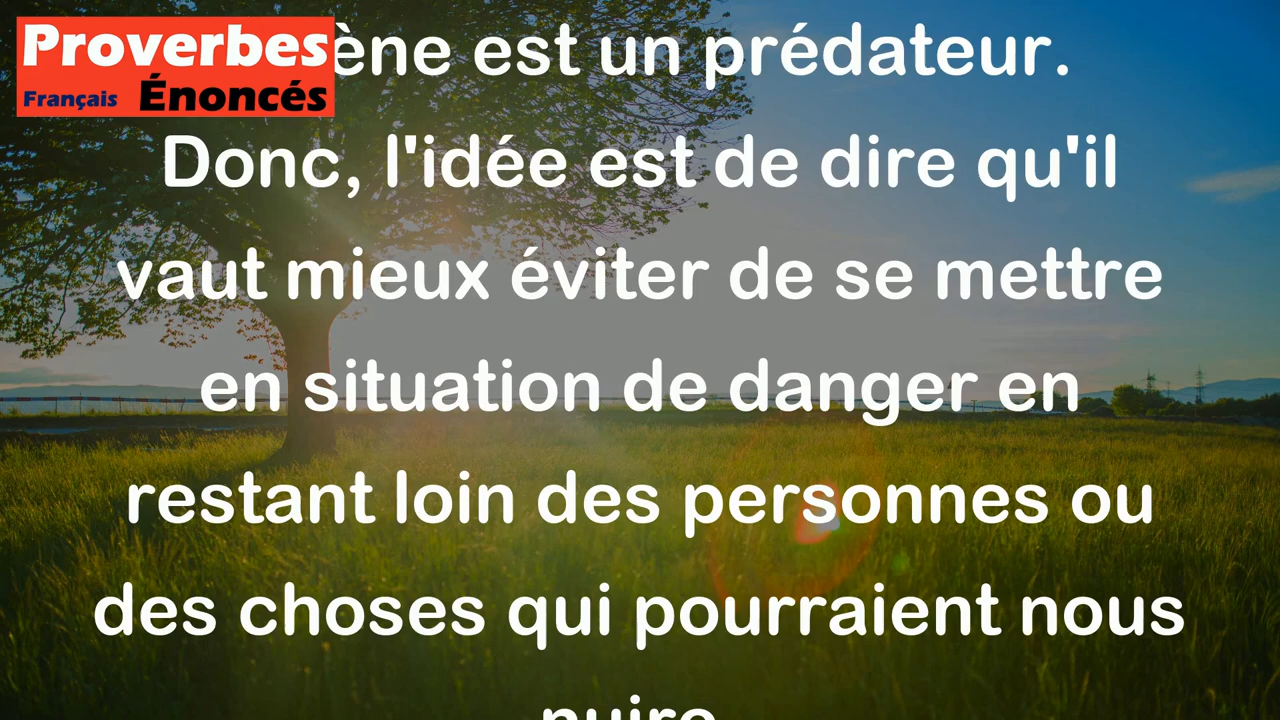 Proverbes
Français Énoncés
est un prédateur.
Donc, l'idée est de dire qu'il
vaut mieux éviter de se mettre
en situation de danger en
restant loin des personnes ou
des choses qui pourraient nous
nuire